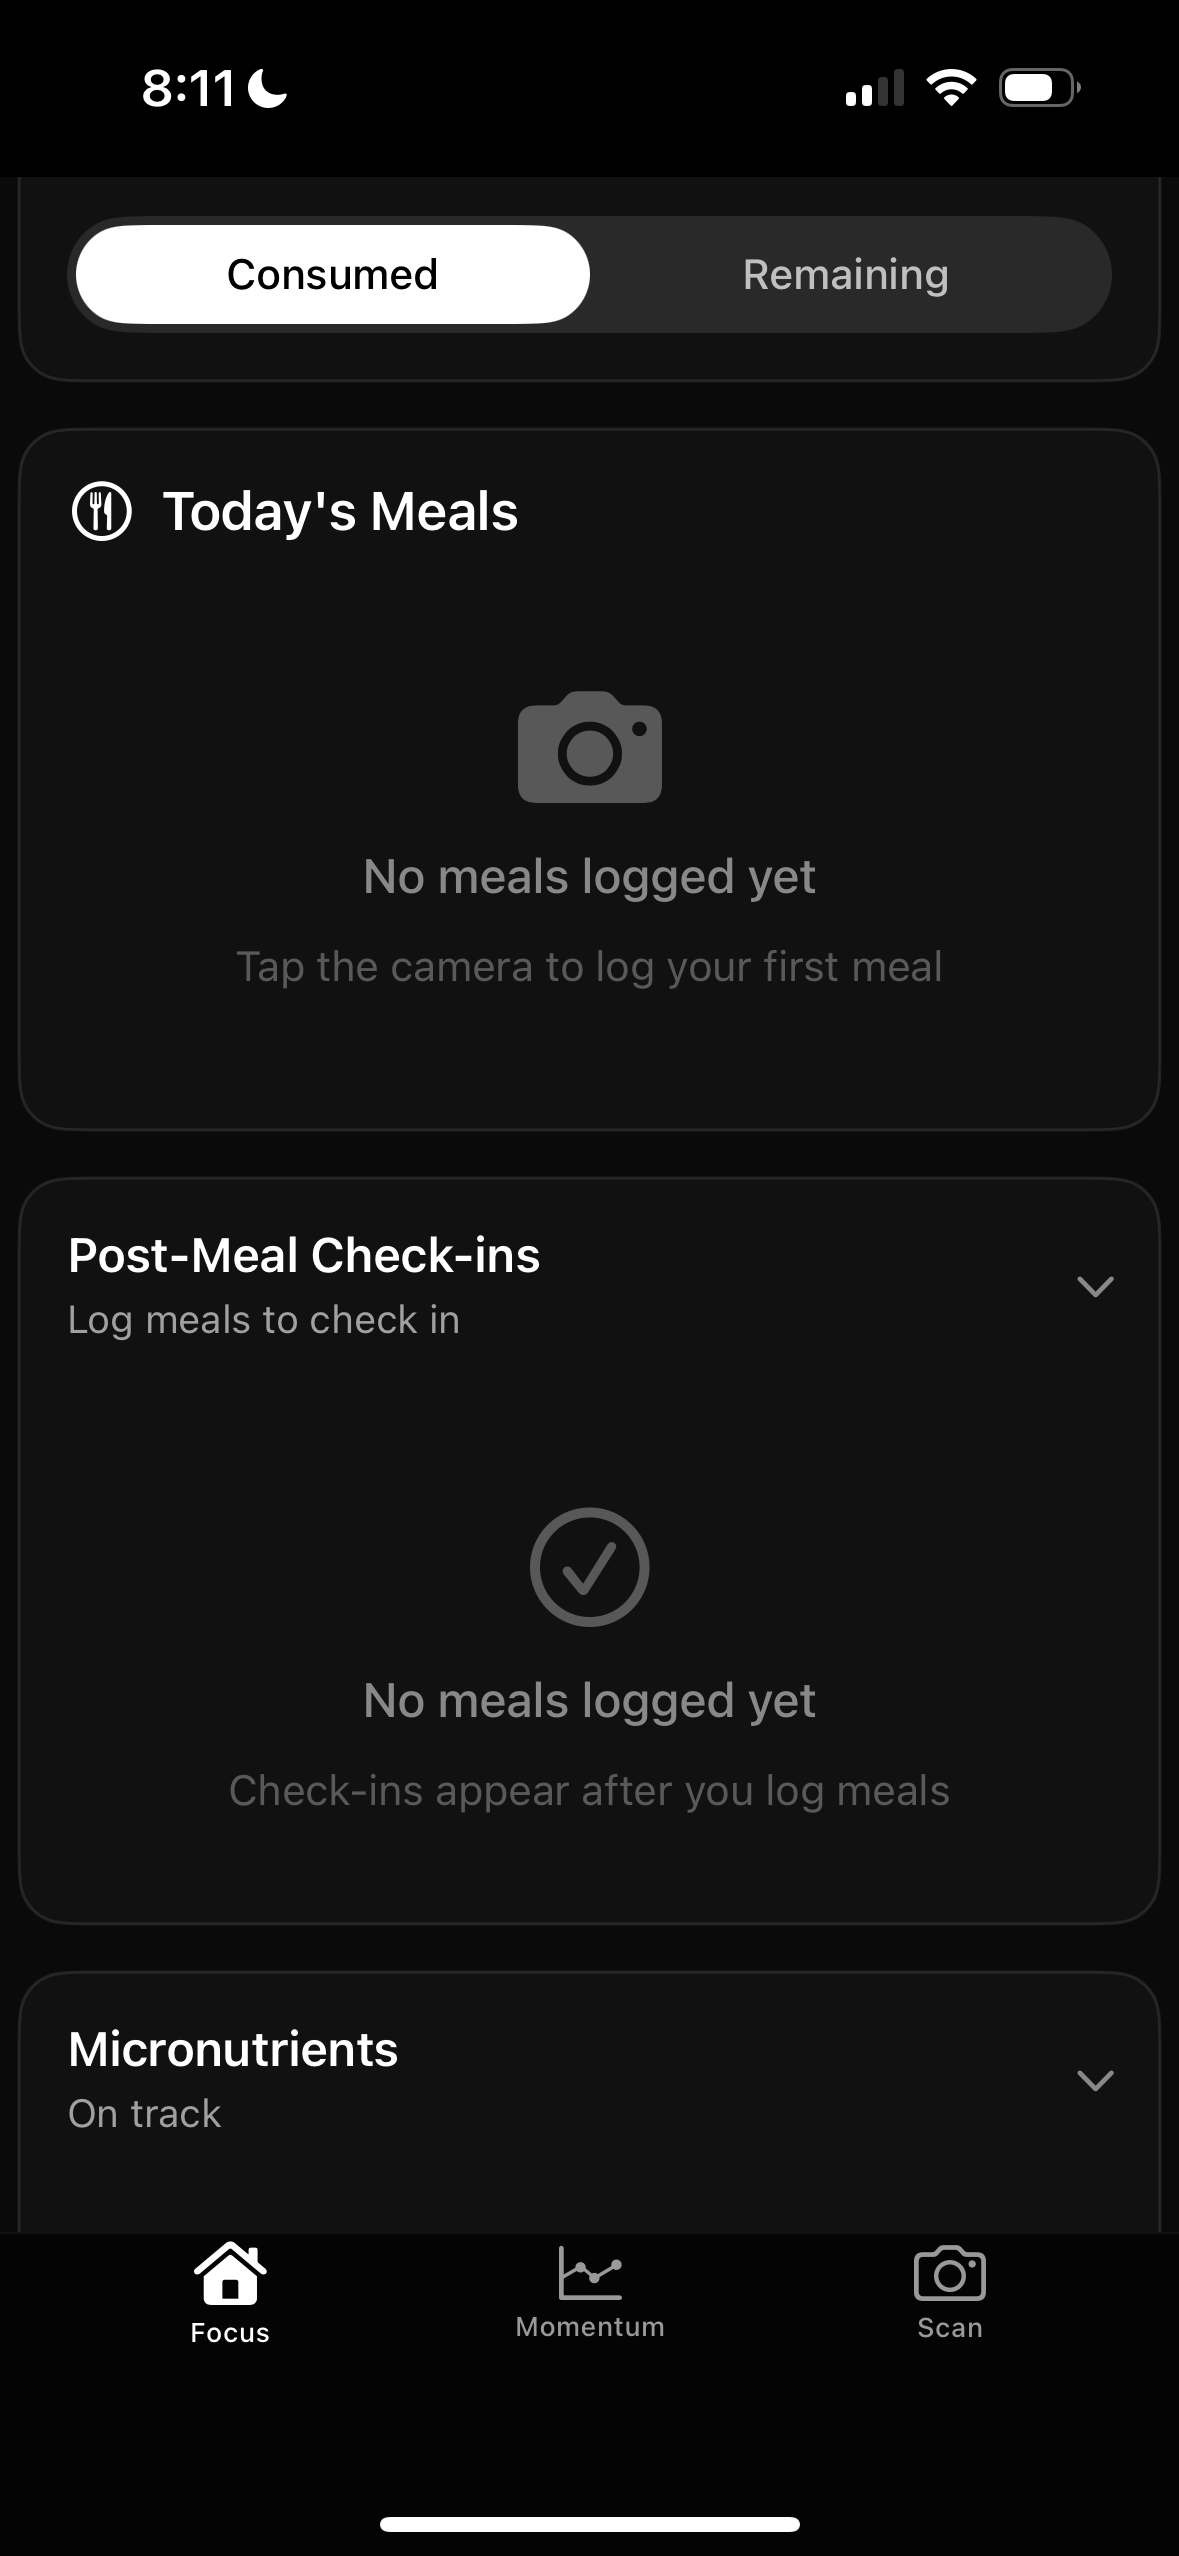 8:11
Consumed
Remaining
Today's Meals
No meals logged yet
Tap the camera to log your first meal
Post-Meal Check-ins
Log meals to check in
No meals logged yet
Check-ins appear after you log meals
Micronutrients
On track
Focus
Momentum
Scan